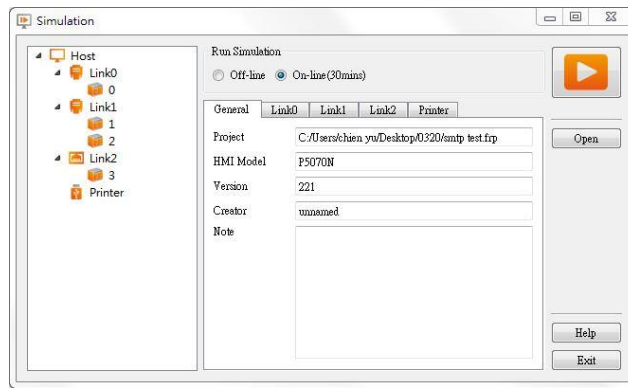 Simulation
Host
Link0
0
Link1
1
2
Link2
3
Printer
Run Simulation
Off-line On-line(30mins)
General Link0 Link1 Link2 Printer
Project C:/Users/chien yu/Desktop/0320/smtp test.frp
HMI Model P5070N
Version 221
Creator unnamed
Note
Open
Help
Exit